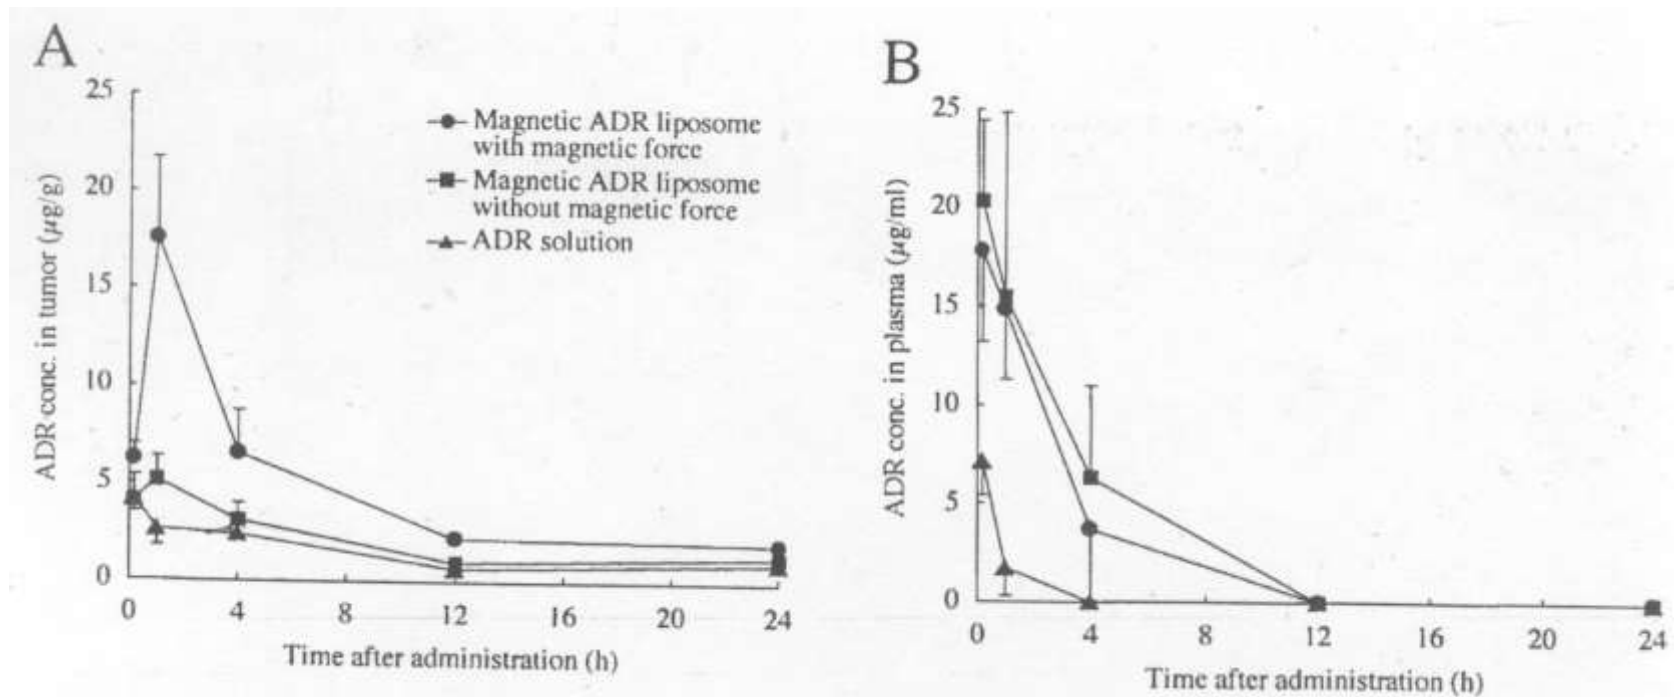 A
25
20
15
10
5
0
ADR conc. in tumor (µg/g)
Magnetic ADR liposome
with magnetic force
Magnetic ADR liposome
without magnetic force
ADR solution
0 4 8 12 16 20 24
Time after administration (h)
B
25
20
15
10
5
0
ADR conc. in plasma (µg/ml)
0 4 8 12 16 20 24
Time after administration (h)